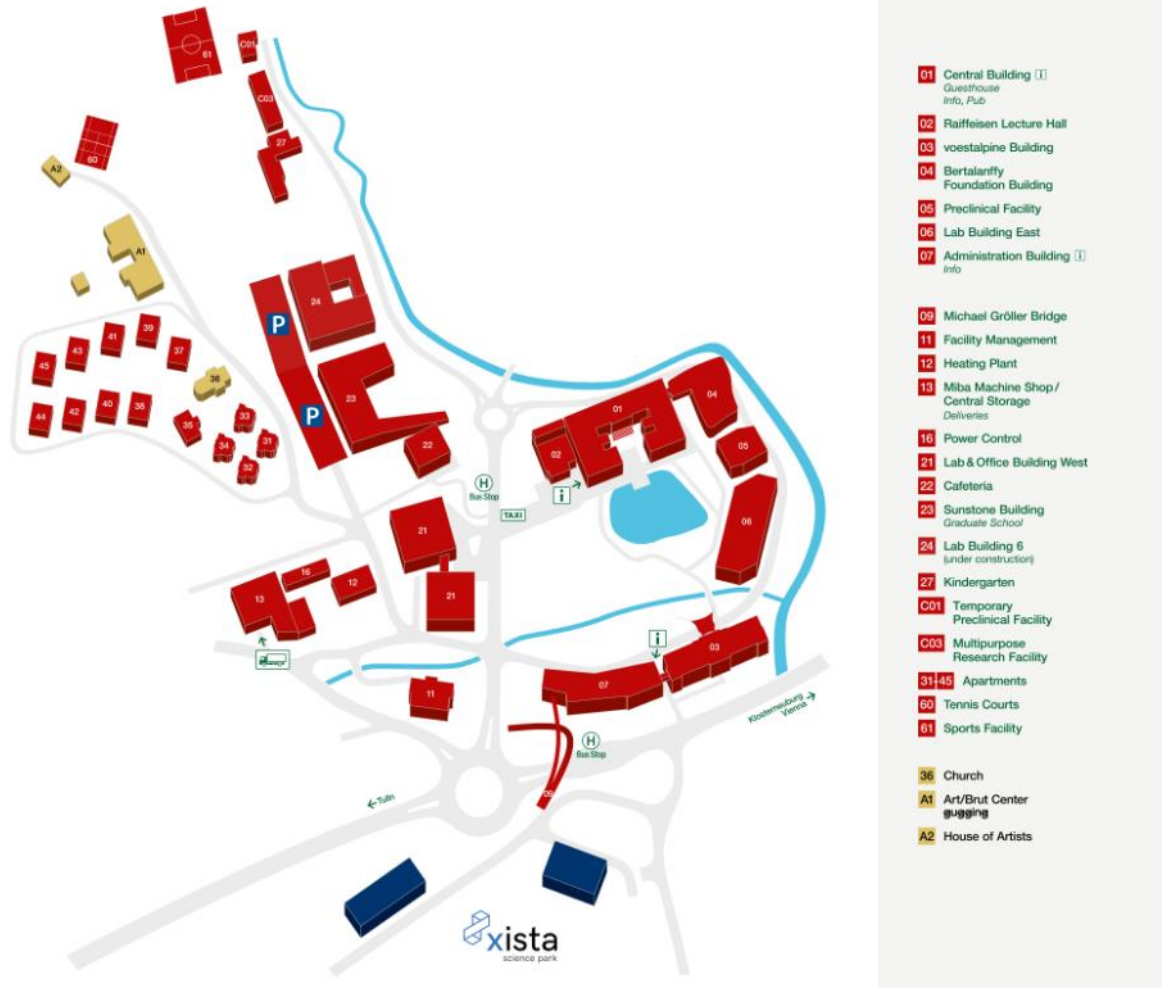 61
C01
C03
27
60
A2
A1
24
P
39
41
43
37
45
36
P
23
01
04
40
38
42
44
35
33
34
31
32
22
02
05
H
Bus Stop
i
TAXI
06
21
16
12
13
21
i
03
07
11
Klosterneuburg
Vienna →
H
Bus Stop
09
← Tulln
xista
science park
01 Central Building i
Guesthouse
Info, Pub
02 Raiffeisen Lecture Hall
03 voestalpine Building
04 Bertalanffy
Foundation Building
05 Preclinical Facility
06 Lab Building East
07 Administration Building i
Info
09 Michael Gröller Bridge
11 Facility Management
12 Heating Plant
13 Miba Machine Shop/
Central Storage
Deliveries
16 Power Control
21 Lab & Office Building West
22 Cafeteria
23 Sunstone Building
Graduate School
24 Lab Building 6
(under construction)
27 Kindergarten
C01 Temporary
Preclinical Facility
C03 Multipurpose
Research Facility
31-45 Apartments
60 Tennis Courts
61 Sports Facility
36 Church
A1 Art/Brut Center
gugging
A2 House of Artists